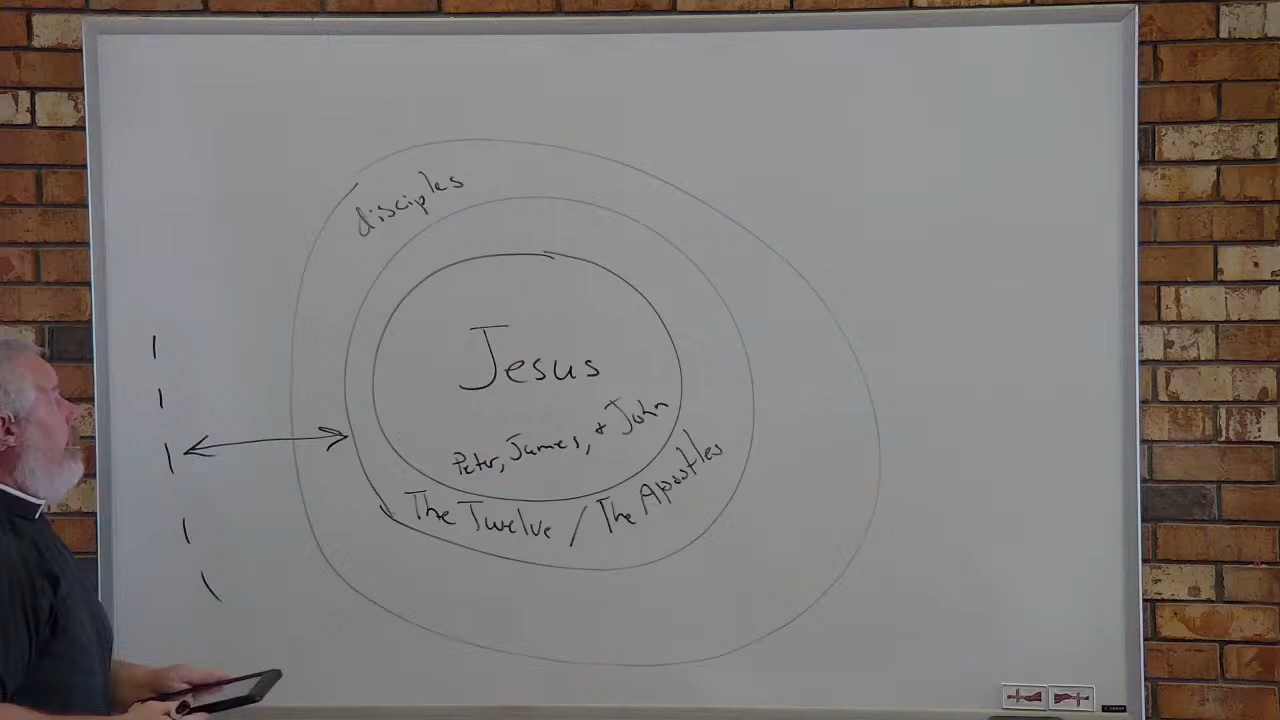 disciples
Jesus
Peter, James, + John
The Twelve / The Apostles